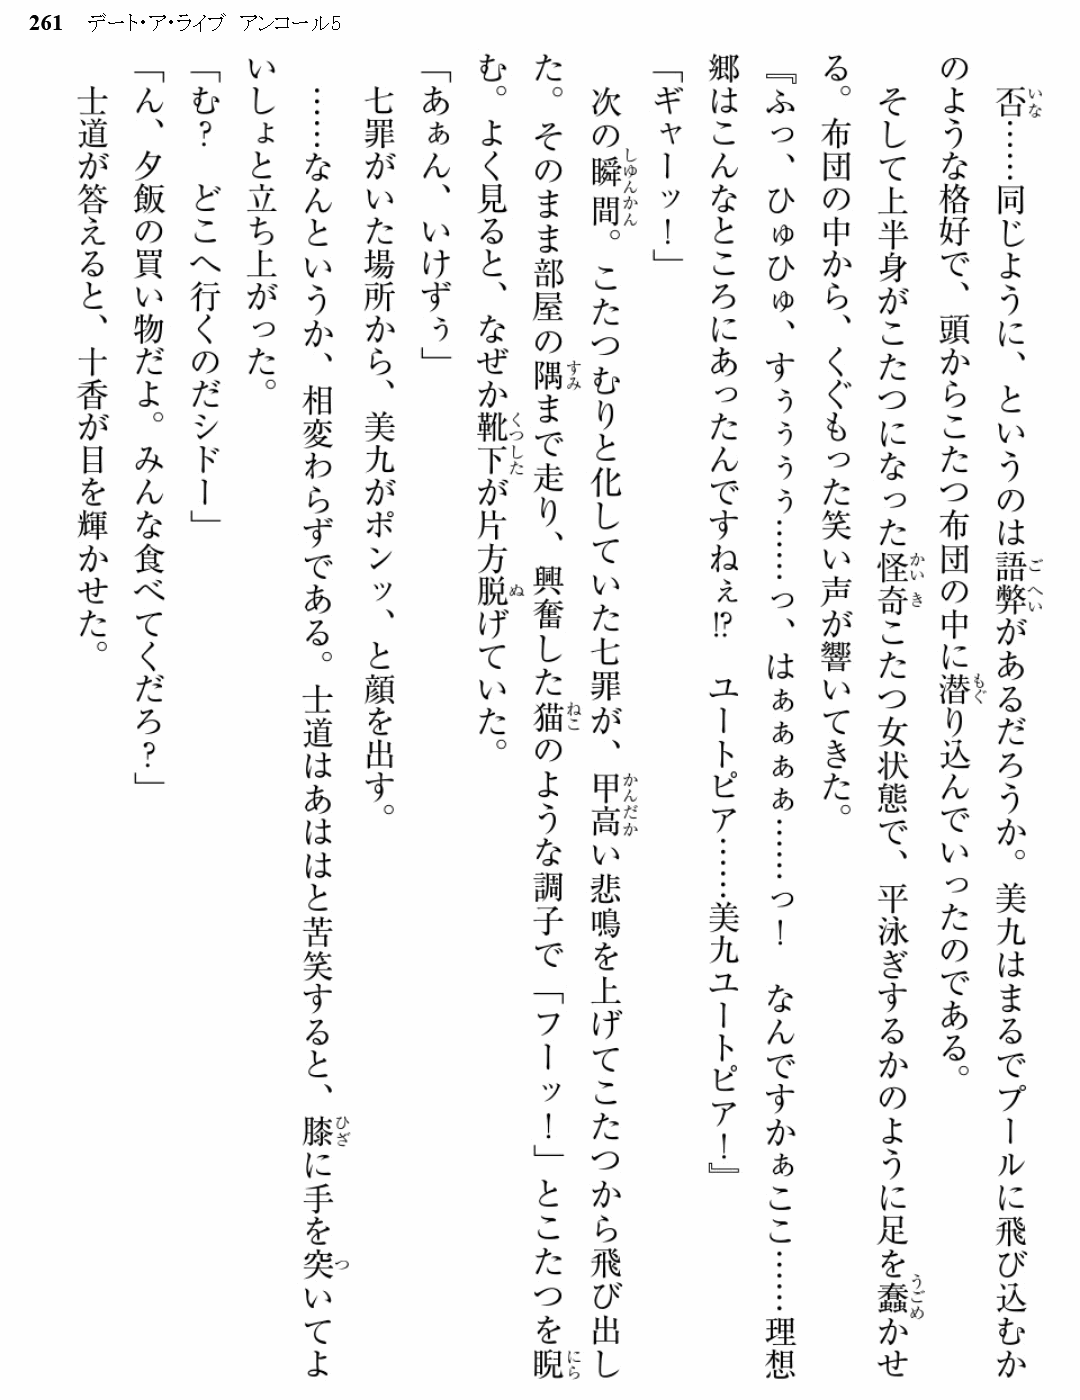 261 デート・ア・ライブ アンコール5
否……同じように、というのは語弊があるだろうか。美九はまるでプールに飛び込むか
のような格好で、頭からこたつ布団の中に潜り込んでいったのである。
そして上半身がこたつになった怪奇こたつ女状態で、平泳ぎするかのように足を蠢かせ
る。布団の中から、くぐもった笑い声が響いてきた。
『ふっ、ひゅひゅ、すぅぅぅぅ……っ、はぁぁぁぁ……っ！　なんですかぁここ……理想
郷はこんなところにあったんですねぇ!?　ユートピア……美九ユートピア！』
「ギャーッ！」
次の瞬間。こたつむりと化していた七罪が、甲高い悲鳴を上げてこたつから飛び出し
た。そのまま部屋の隅まで走り、興奮した猫のような調子で「フーッ！」とこたつを睨
む。よく見ると、なぜか靴下が片方脱げていた。
「あぁん、いけずぅ」
七罪がいた場所から、美九がポンッ、と顔を出す。
……なんというか、相変わらずである。士道はあははと苦笑すると、膝に手を突いてよ
いしょと立ち上がった。
「む？　どこへ行くのだシドー」
「ん、夕飯の買い物だよ。みんな食べてくだろ？」
士道が答えると、十香が目を輝かせた。